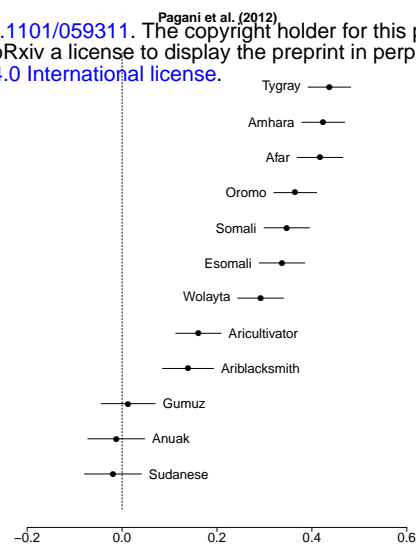 Pagani et al. (2012)
.1101/059311. The copyright holder for this p
oRxiv a license to display the preprint in perp
4.0 International license.
Tygray
Amhara
Afar
Oromo
Somali
Esomali
Wolayta
Aricultivator
Ariblacksmith
Gumuz
Anuak
Sudanese
−0.2 0.0 0.2 0.4 0.6